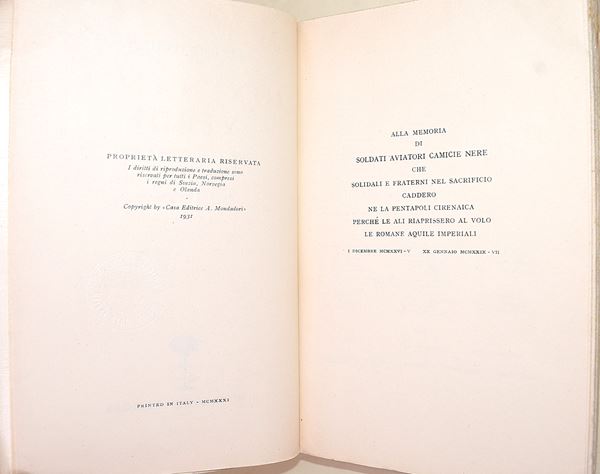 PROPRIETÀ LETTERARIA RISERVATA
I diritti di riproduzione e traduzione sono
riservati per tutti i Paesi, compresi
i regni di Svezia, Norvegia
e Olanda
Copyright by «Casa Editrice A. Mondadori»
1931
PRINTED IN ITALY - MCMXXXI
ALLA MEMORIA
DI
SOLDATI AVIATORI CAMICIE NERE
CHE
SOLIDALI E FRATERNI NEL SACRIFICIO
CADDERO
NE LA PENTAPOLI CIRENAICA
PERCHÉ LE ALI RIAPRISSERO AL VOLO
LE ROMANE AQUILE IMPERIALI
I DICEMBRE MCMXXVI-V XX GENNAIO MCMXXIX - VII